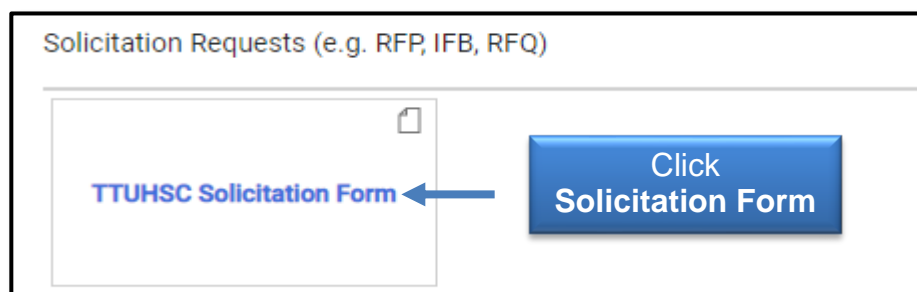 Solicitation Requests (e.g. RFP, IFB, RFQ)
TTUHSC Solicitation Form
Click
Solicitation Form